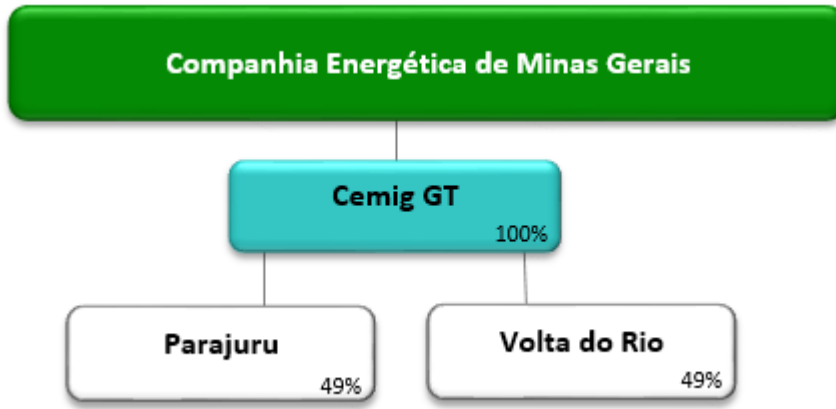 Companhia Energética de Minas Gerais
Cemig GT
100%
Parajuru
49%
Volta do Rio
49%